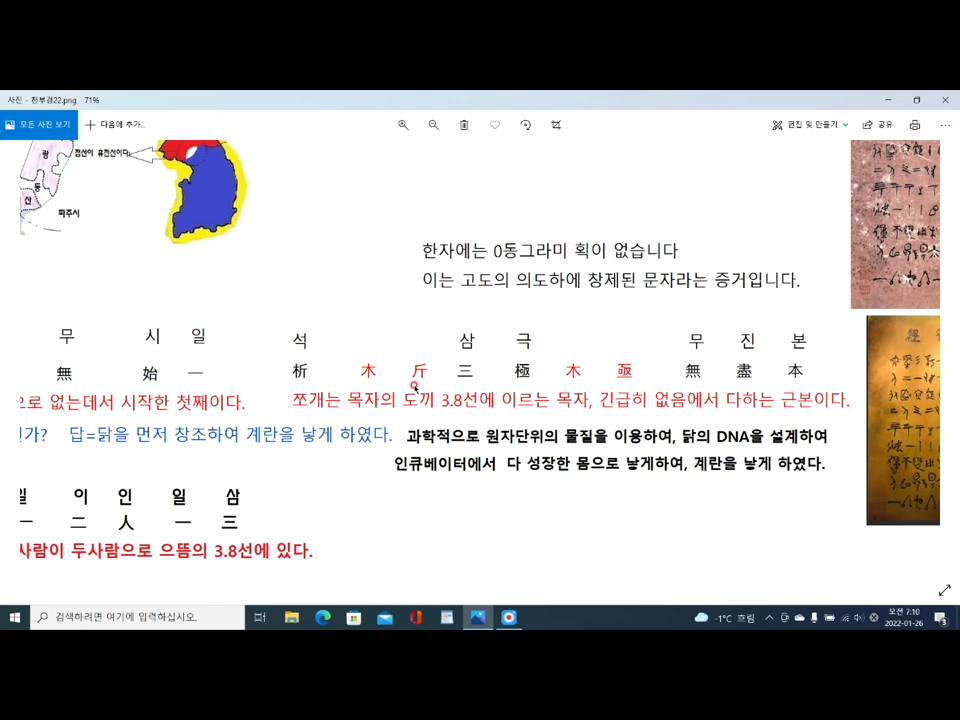 사진 - 천부경22.png 71%
모든 사진 보기
다음에 추가...
편집 및 만들기
공유
광
점선이 휴전선이다.
동
산
파주시
한자에는 0동그라미 획이 없습니다
이는 고도의 의도하에 창제된 문자라는 증거입니다.
무 시 일
無 始 一
석 삼 극 무 진 본
析 木 斤 三 極 木 亟 無 盡 本
으로 없는데서 시작한 첫째이다.
쪼개는 목자의 도끼 3.8선에 이르는 목자, 긴급히 없음에서 다하는 근본이다.
인가? 답=닭을 먼저 창조하여 계란을 낳게 하였다.
과학적으로 원자단위의 물질을 이용하여, 닭의 DNA을 설계하여
인큐베이터에서 다 성장한 몸으로 낳게하여, 계란을 낳게 하였다.
일 이 인 일 삼
一 二 人 一 三
사람이 두사람으로 으뜸의 3.8선에 있다.
검색하려면 여기에 입력하십시오.
-1°C 흐림
오전 7:10
2022-01-26
3